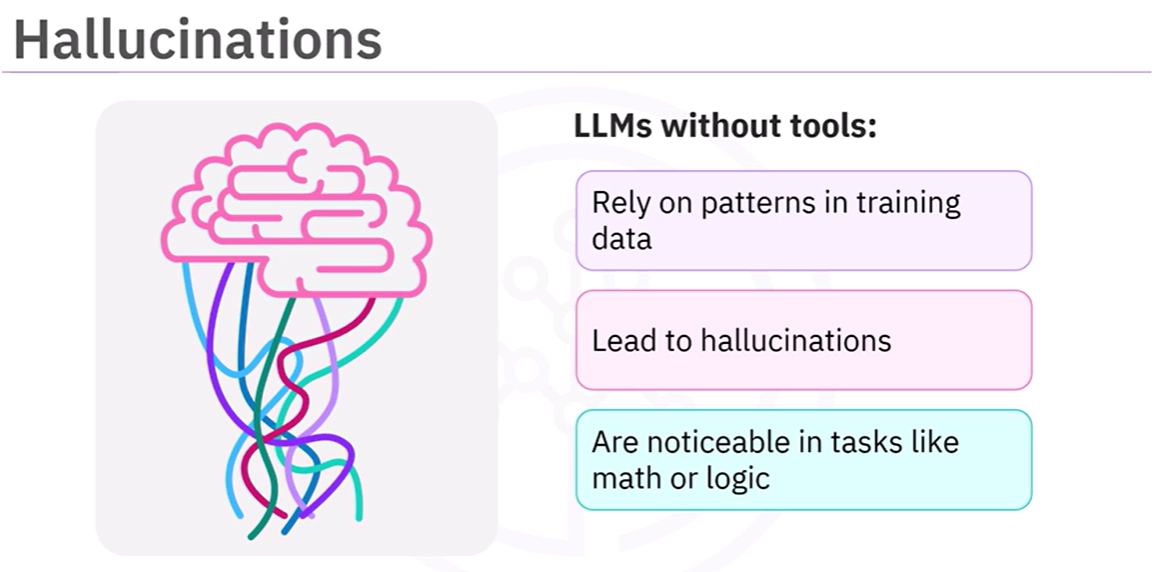 Hallucinations
LLMs without tools:
Rely on patterns in training
data
Lead to hallucinations
Are noticeable in tasks like
math or logic